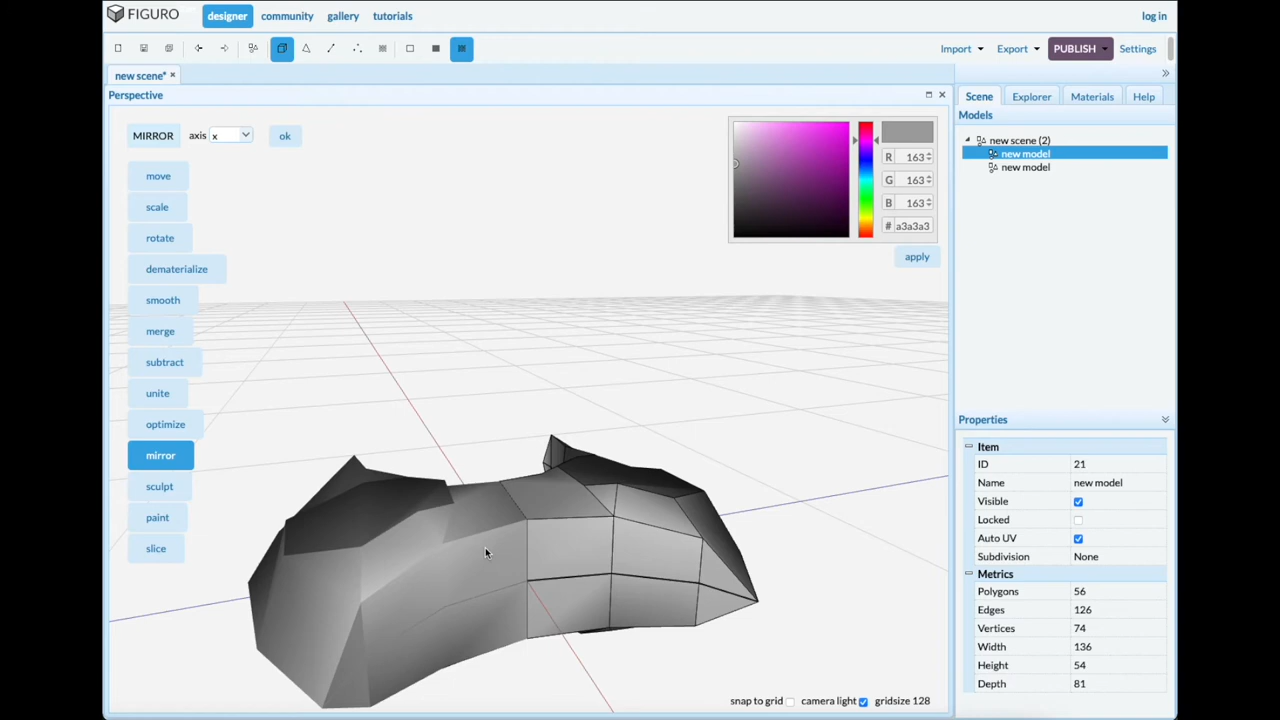 FIGURO designer community gallery tutorials log in
Import Export PUBLISH Settings
new scene* ×
Perspective
MIRROR axis x ok
move
scale
rotate
dematerialize
smooth
merge
subtract
unite
optimize
mirror
sculpt
paint
slice
R 163
G 163
B 163
# a3a3a3
apply
snap to grid camera light gridsize 128
Scene Explorer Materials Help
Models
new scene (2)
new model
new model
Properties
Item
ID 21
Name new model
Visible
Locked
Auto UV
Subdivision None
Metrics
Polygons 56
Edges 126
Vertices 74
Width 136
Height 54
Depth 81